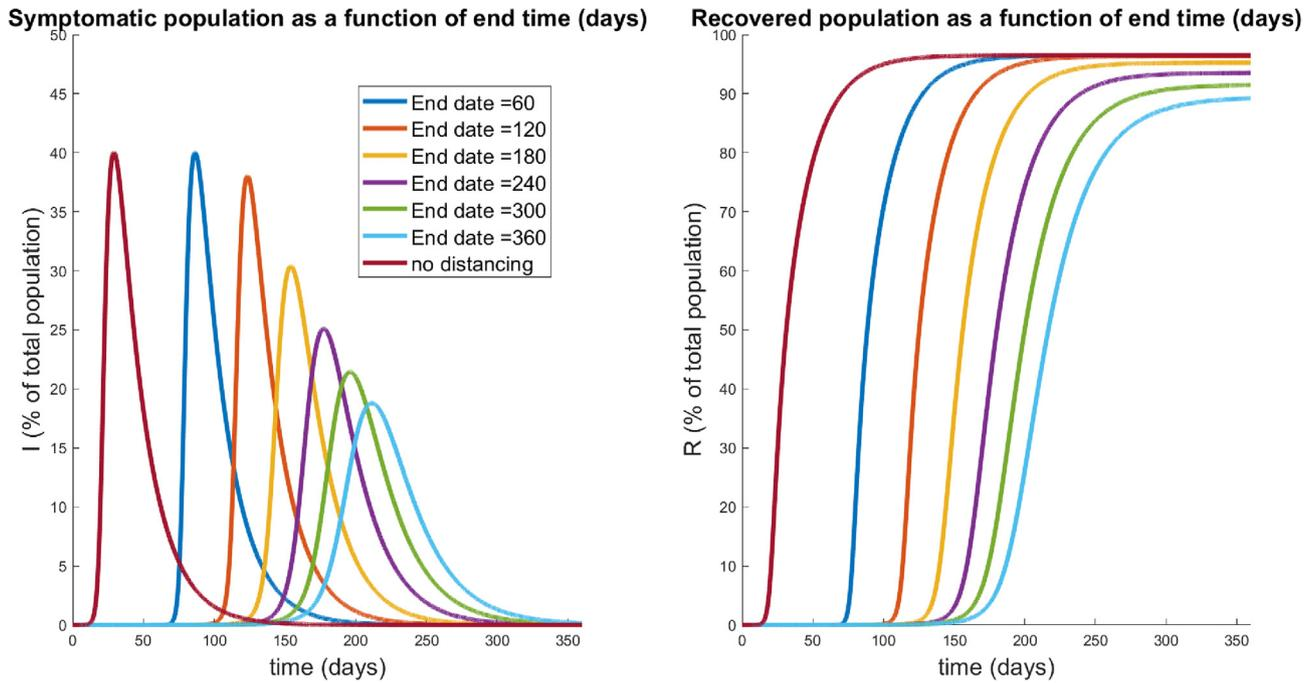 Symptomatic population as a function of end time (days)
50
45
40
35
30
25
20
15
10
5
0
I (% of total population)
End date =60
End date =120
End date =180
End date =240
End date =300
End date =360
no distancing
0 50 100 150 200 250 300 350
time (days)
Recovered population as a function of end time (days)
100
90
80
70
60
50
40
30
20
10
0
R (% of total population)
0 50 100 150 200 250 300 350
time (days)